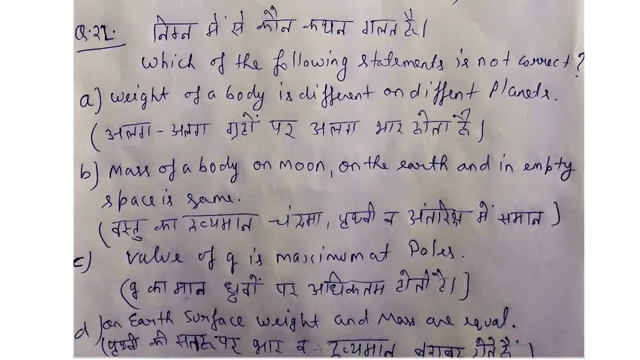 Q.22. निम्न में से कौन कथन गलत है।
Which of the following statements is not correct?
a) Weight of a body is different on diffent Planets.
(अलग-अलग ग्रहों पर अलग भार होता है।
b) Mass of a body on moon, on the earth and in empty
space is same.
(वस्तु का द्रव्यमान चंद्रमा, पृथ्वी व अंतरिक्ष में समान)
c) Value of g is maximum at Poles.
(g का मान ध्रुवों पर अधिकतम होता है।)
d) on Earth Surface weight and Mass are equal.
(पृथ्वी की सतह पर भार व द्रव्यमान बराबर होते हैं)